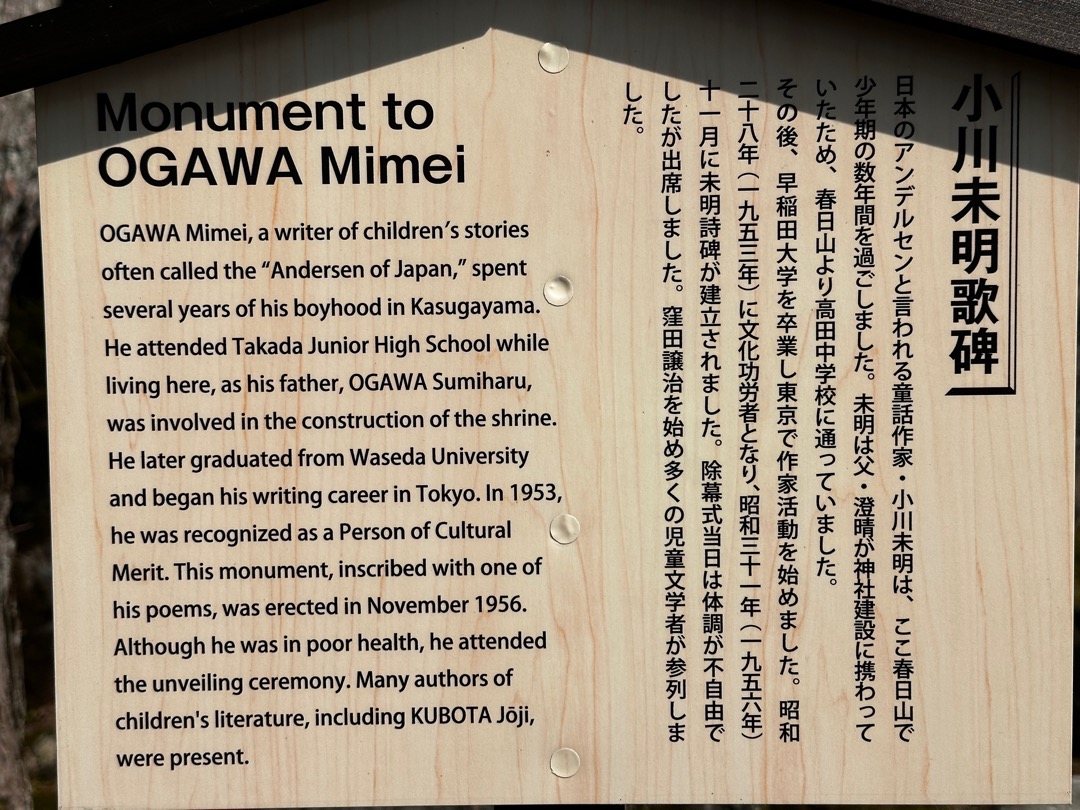 Monument to
OGAWA Mimei
OGAWA Mimei, a writer of children's stories
often called the “Andersen of Japan,” spent
several years of his boyhood in Kasugayama.
He attended Takada Junior High School while
living here, as his father, OGAWA Sumiharu,
was involved in the construction of the shrine.
He later graduated from Waseda University
and began his writing career in Tokyo. In 1953,
he was recognized as a Person of Cultural
Merit. This monument, inscribed with one of
his poems, was erected in November 1956.
Although he was in poor health, he attended
the unveiling ceremony. Many authors of
children's literature, including KUBOTA Jōji,
were present.
小川未明歌碑
日本のアンデルセンと言われる童話作家・小川未明は、ここ春日山で
少年期の数年間を過ごしました。未明は父・澄晴が神社建設に携わって
いたため、春日山より高田中学校に通っていました。
その後、早稲田大学を卒業し東京で作家活動を始めました。昭和
二十八年（一九五三年）に文化功労者となり、昭和三十一年（一九五六年）
十一月に未明詩碑が建立されました。除幕式当日は体調が不自由で
したが出席しました。窪田譲治を始め多くの児童文学者が参列しま
した。